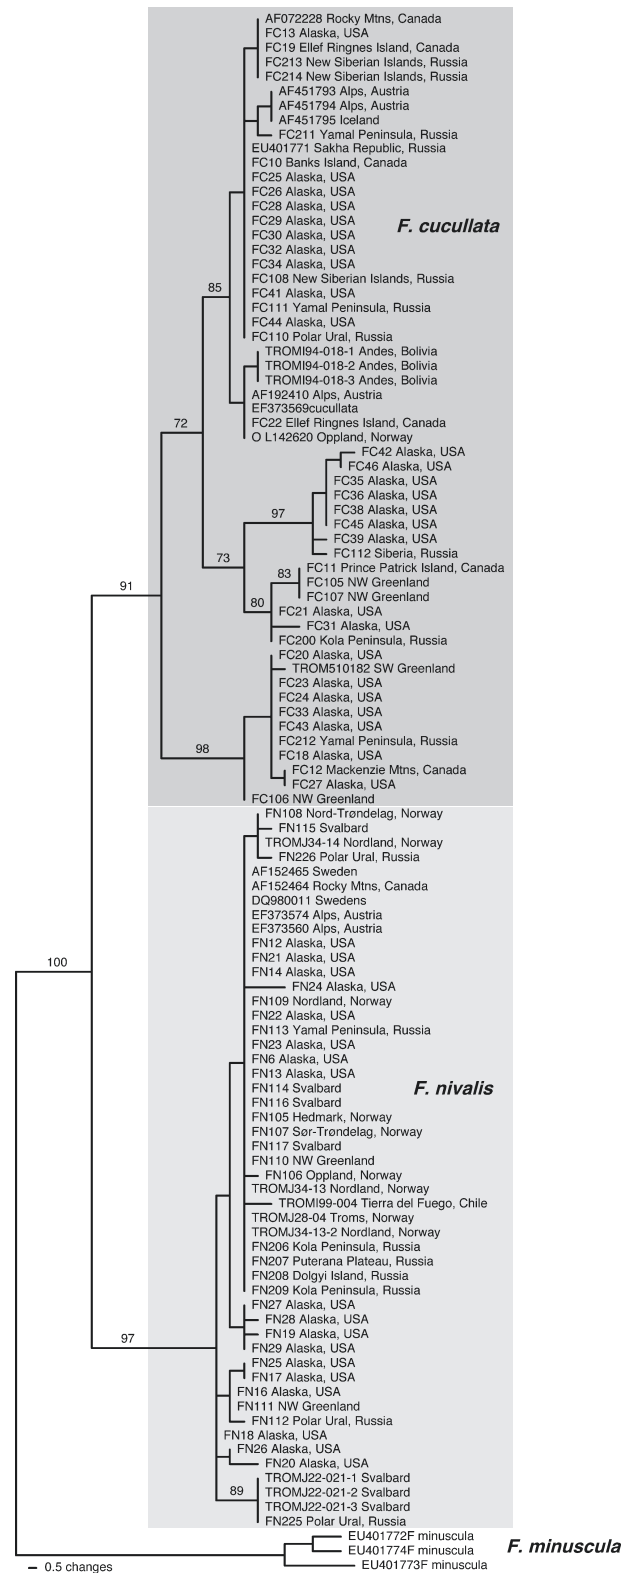 AF072228 Rocky Mtns, Canada
FC13 Alaska, USA
FC19 Ellef Ringnes Island, Canada
FC213 New Siberian Islands, Russia
FC214 New Siberian Islands, Russia
AF451793 Alps, Austria
AF451794 Alps, Austria
AF451795 Iceland
FC211 Yamal Peninsula, Russia
EU401771 Sakha Republic, Russia
FC10 Banks Island, Canada
FC25 Alaska, USA
FC26 Alaska, USA
FC28 Alaska, USA
FC29 Alaska, USA
F. cucullata
FC30 Alaska, USA
FC32 Alaska, USA
FC34 Alaska, USA
FC108 New Siberian Islands, Russia
85
FC41 Alaska, USA
FC111 Yamal Peninsula, Russia
FC44 Alaska, USA
FC110 Polar Ural, Russia
TROMI94-018-1 Andes, Bolivia
TROMI94-018-2 Andes, Bolivia
TROMI94-018-3 Andes, Bolivia
AF192410 Alps, Austria
EF373569cucullata
72
FC22 Ellef Ringnes Island, Canada
O L142620 Oppland, Norway
FC42 Alaska, USA
FC46 Alaska, USA
FC35 Alaska, USA
FC36 Alaska, USA
97
FC38 Alaska, USA
FC45 Alaska, USA
FC39 Alaska, USA
73
FC112 Siberia, Russia
FC11 Prince Patrick Island, Canada
83
FC105 NW Greenland
91
FC107 NW Greenland
80
FC21 Alaska, USA
FC31 Alaska, USA
FC200 Kola Peninsula, Russia
FC20 Alaska, USA
TROM510182 SW Greenland
FC23 Alaska, USA
FC24 Alaska, USA
FC33 Alaska, USA
FC43 Alaska, USA
FC212 Yamal Peninsula, Russia
98
FC18 Alaska, USA
FC12 Mackenzie Mtns, Canada
FC27 Alaska, USA
FC106 NW Greenland
FN108 Nord-Trøndelag, Norway
FN115 Svalbard
TROMJ34-14 Nordland, Norway
FN226 Polar Ural, Russia
AF152465 Sweden
AF152464 Rocky Mtns, Canada
DQ980011 Swedens
EF373574 Alps, Austria
EF373560 Alps, Austria
FN12 Alaska, USA
FN21 Alaska, USA
100
FN14 Alaska, USA
FN24 Alaska, USA
FN109 Nordland, Norway
FN22 Alaska, USA
FN113 Yamal Peninsula, Russia
FN23 Alaska, USA
FN6 Alaska, USA
FN13 Alaska, USA
FN114 Svalbard
F. nivalis
FN116 Svalbard
FN105 Hedmark, Norway
FN107 Sør-Trøndelag, Norway
FN117 Svalbard
FN110 NW Greenland
FN106 Oppland, Norway
TROMJ34-13 Nordland, Norway
TROMI99-004 Tierra del Fuego, Chile
TROMJ28-04 Troms, Norway
TROMJ34-13-2 Nordland, Norway
FN206 Kola Peninsula, Russia
FN207 Puterana Plateau, Russia
FN208 Dolgyi Island, Russia
FN209 Kola Peninsula, Russia
FN27 Alaska, USA
FN28 Alaska, USA
FN19 Alaska, USA
97
FN29 Alaska, USA
FN25 Alaska, USA
FN17 Alaska, USA
FN16 Alaska, USA
FN111 NW Greenland
FN112 Polar Ural, Russia
FN18 Alaska, USA
FN26 Alaska, USA
FN20 Alaska, USA
TROMJ22-021-1 Svalbard
89
TROMJ22-021-2 Svalbard
TROMJ22-021-3 Svalbard
FN225 Polar Ural, Russia
EU401772F minuscula
F. minuscula
EU401774F minuscula
EU401773F minuscula
0.5 changes